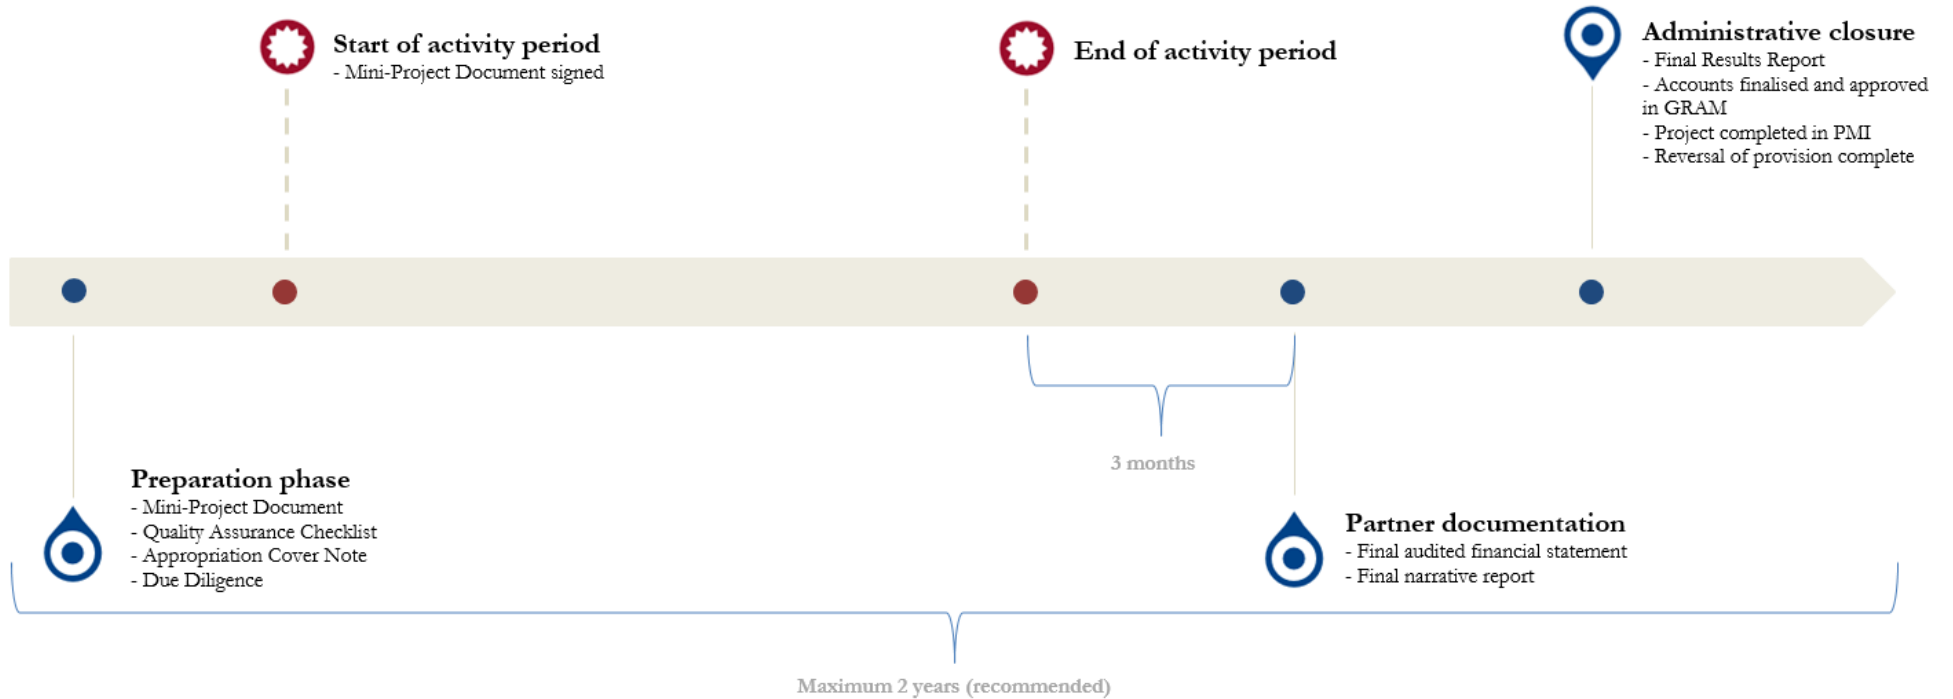 Start of activity period
- Mini-Project Document signed
End of activity period
Administrative closure
- Final Results Report
- Accounts finalised and approved
in GRAM
- Project completed in PMI
- Reversal of provision complete
3 months
Preparation phase
- Mini-Project Document
- Quality Assurance Checklist
- Appropriation Cover Note
- Due Diligence
Partner documentation
- Final audited financial statement
- Final narrative report
Maximum 2 years (recommended)